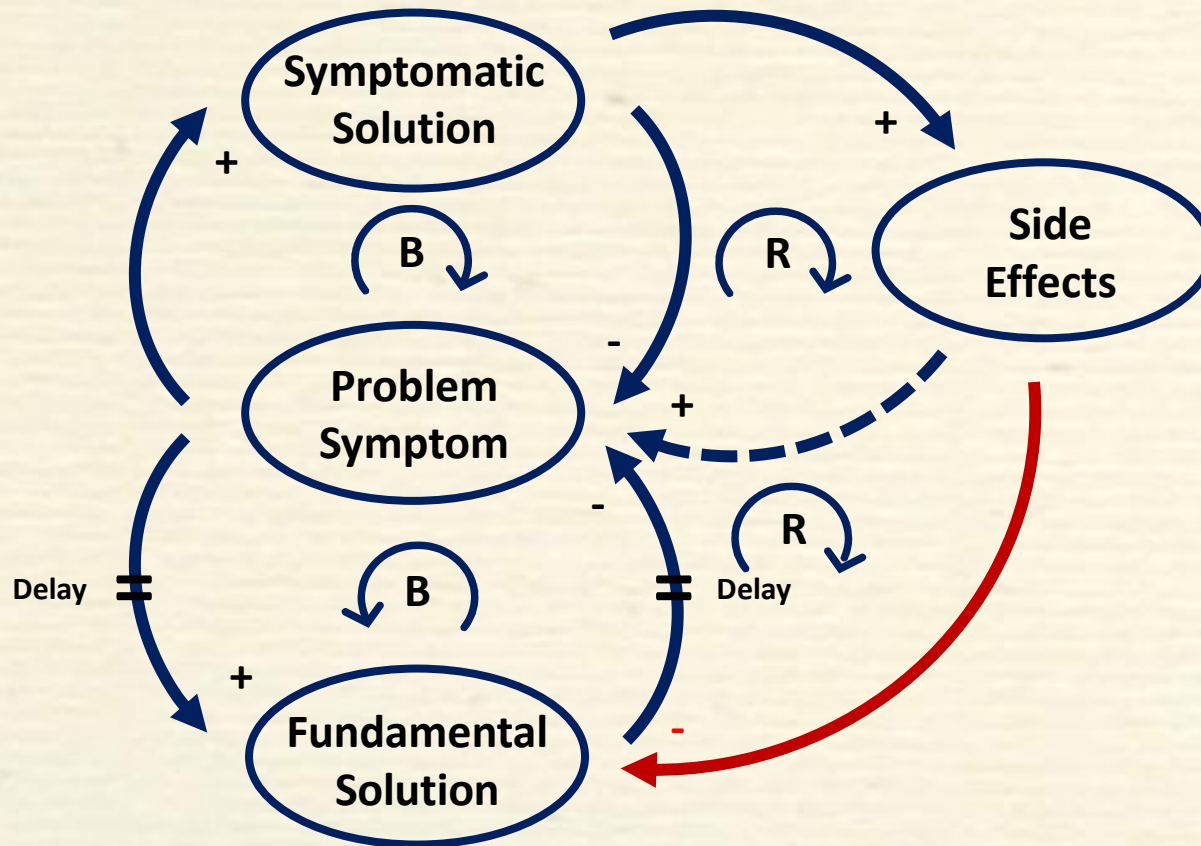 Symptomatic
Solution
+
+
Side
Effects
B
R
-
Problem
Symptom
+
-
R
Delay
B
Delay
+
-
Fundamental
Solution